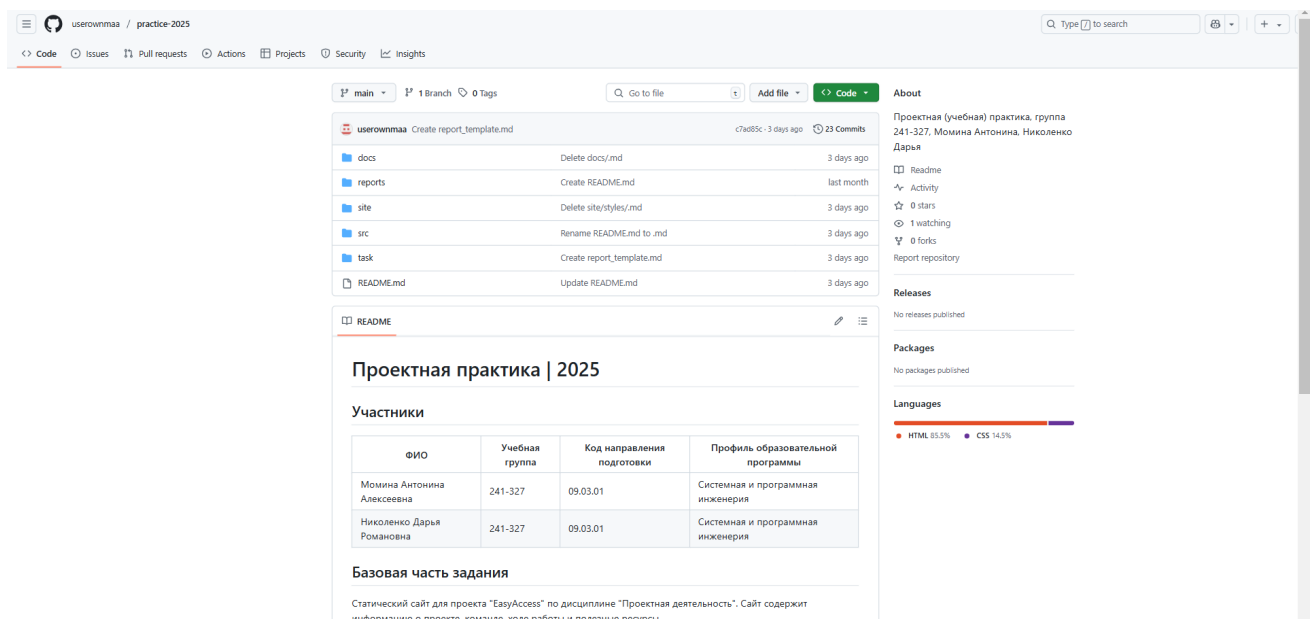 userownmaa / practice-2025
Type / to search
Code Issues Pull requests Actions Projects Security Insights
main 1 Branch 0 Tags Go to file t Add file Code
userownmaa Create report_template.md c7ad85c · 3 days ago 23 Commits
docs Delete docs/.md 3 days ago
reports Create README.md last month
site Delete site/styles/.md 3 days ago
src Rename README.md to .md 3 days ago
task Create report_template.md 3 days ago
README.md Update README.md 3 days ago
README
Проектная практика | 2025
Участники
ФИО Учебная группа Код направления подготовки Профиль образовательной программы
Момина Антонина Алексеевна 241-327 09.03.01 Системная и программная инженерия
Николенко Дарья Романовна 241-327 09.03.01 Системная и программная инженерия
Базовая часть задания
Статический сайт для проекта "EasyAccess" по дисциплине "Проектная деятельность". Сайт содержит
информацию о проекте, команде, ходе работы и полезные ресурсы.
About
Проектная (учебная) практика, группа
241-327, Момина Антонина, Николенко
Дарья
Readme
Activity
0 stars
1 watching
0 forks
Report repository
Releases
No releases published
Packages
No packages published
Languages
HTML 85.5% CSS 14.5%